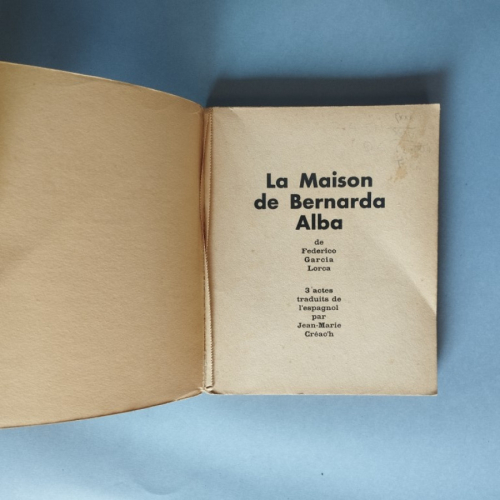 La Maison
de Bernarda
Alba
de
Federico
Garcia
Lorca
3 actes
traduits de
l'espagnol
par
Jean-Marie
Créac'h